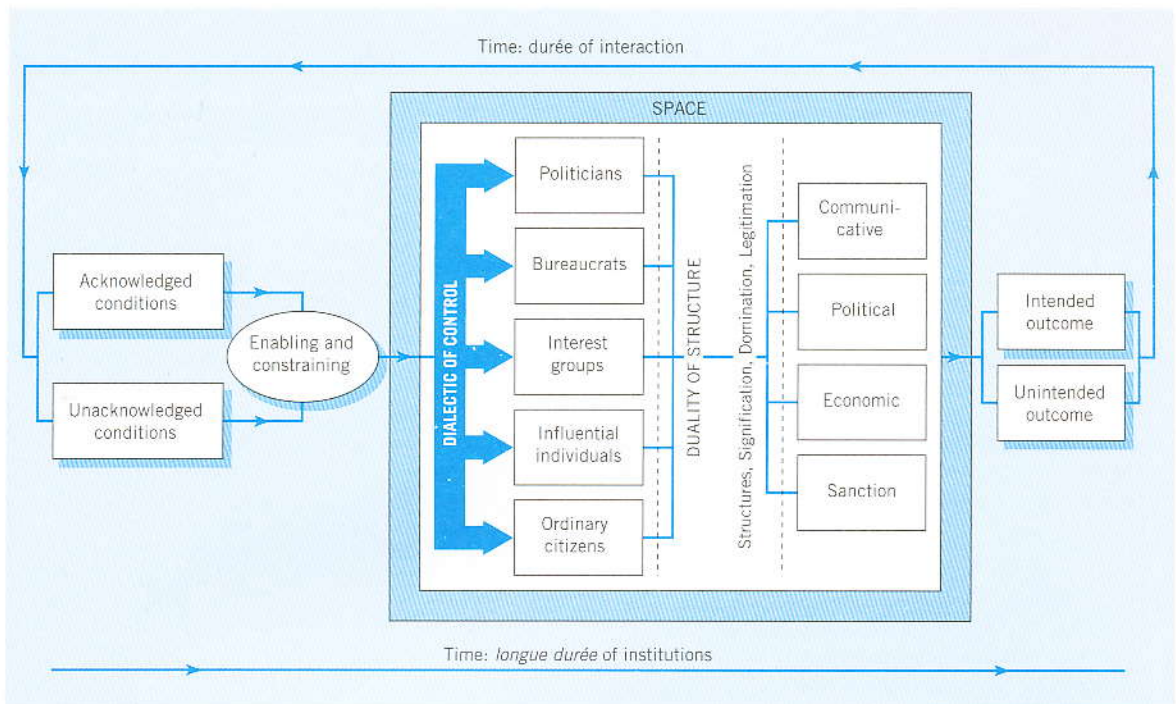 Time: durée of interaction
SPACE
Acknowledged
conditions
Unacknowledged
conditions
Enabling and
constraining
DIALECTIC OF CONTROL
Politicians
Bureaucrats
Interest
groups
Influential
individuals
Ordinary
citizens
DUALITY OF STRUCTURE
Structures, Signification, Domination, Legitimation
Communi-
cative
Political
Economic
Sanction
Intended
outcome
Unintended
outcome
Time: longue durée of institutions